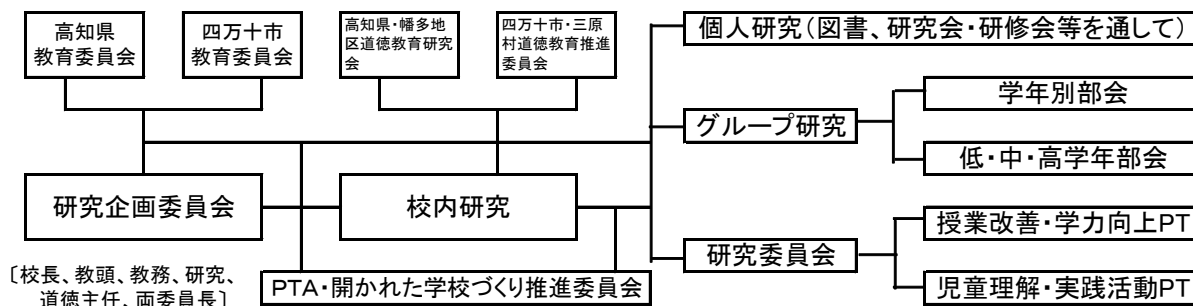 高知県
教育委員会
四万十市
教育委員会
高知県・幡多地
区道徳教育研究
会
四万十市・三原
村道徳教育推進
委員会
個人研究(図書、研究会・研修会等を通して)
学年別部会
グループ研究
低・中・高学年部会
研究企画委員会
校内研究
授業改善・学力向上PT
研究委員会
〔校長、教頭、教務、研究、
道徳主任、両委員長〕
PTA・開かれた学校づくり推進委員会
児童理解・実践活動PT